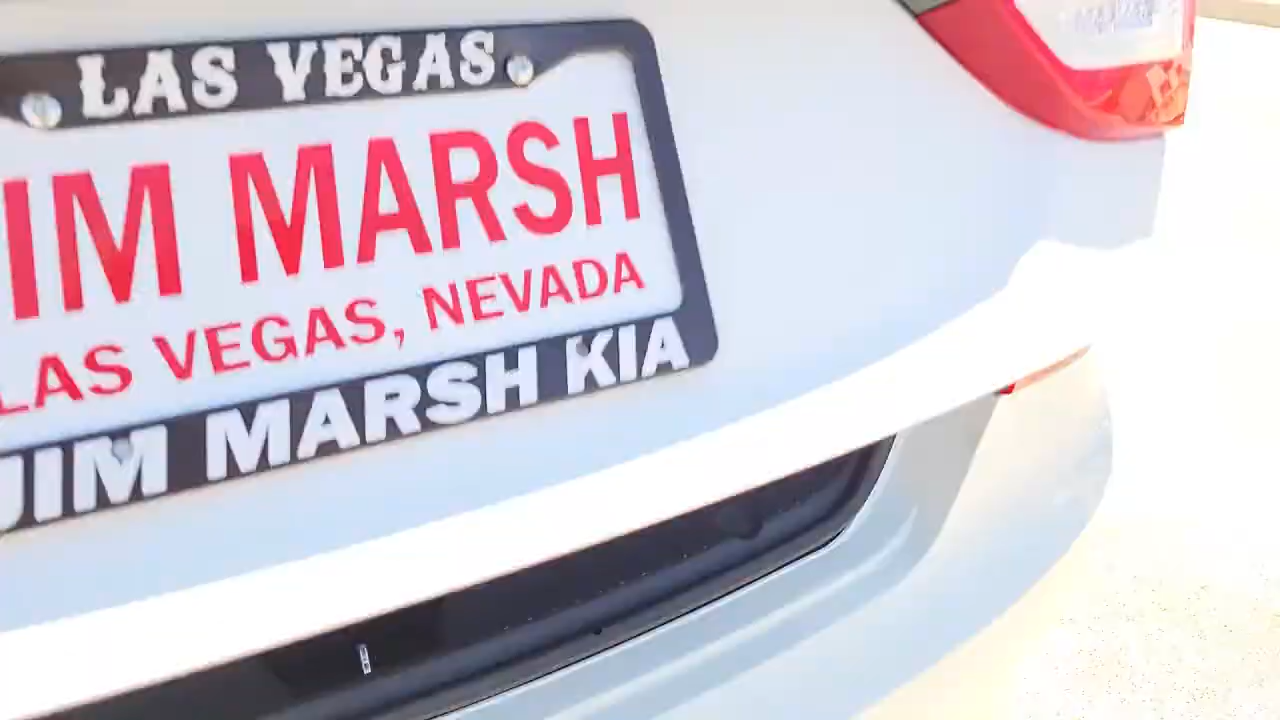 LAS VEGAS
IM MARSH
LAS VEGAS, NEVADA
JIM MARSH KIA